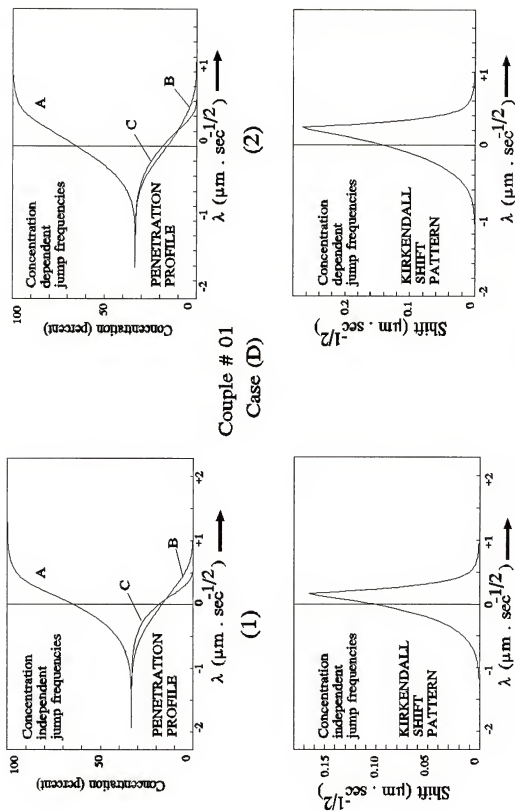 Concentration (percent)
100
50
0
Concentration
independent
jump frequencies
A
C
B
PENETRATION
PROFILE
-2
-1
0
+1
+2
λ (µm . sec-1/2)
(1)
Concentration (percent)
100
50
0
Concentration
dependent
jump frequencies
A
C
B
PENETRATION
PROFILE
-2
-1
0
+1
λ (µm . sec-1/2)
(2)
Couple # 01
Case (D)
Shift (µm . sec-1/2)
0.15
0.1
0.05
0
Concentration
independent
jump frequencies
KIRKENDALL
SHIFT
PATTERN
-2
-1
0
+1
+2
λ (µm . sec-1/2)
Shift (µm . sec-1/2)
0.2
0.1
0
Concentration
dependent
jump frequencies
KIRKENDALL
SHIFT
PATTERN
-2
-1
0
+1
λ (µm . sec-1/2)